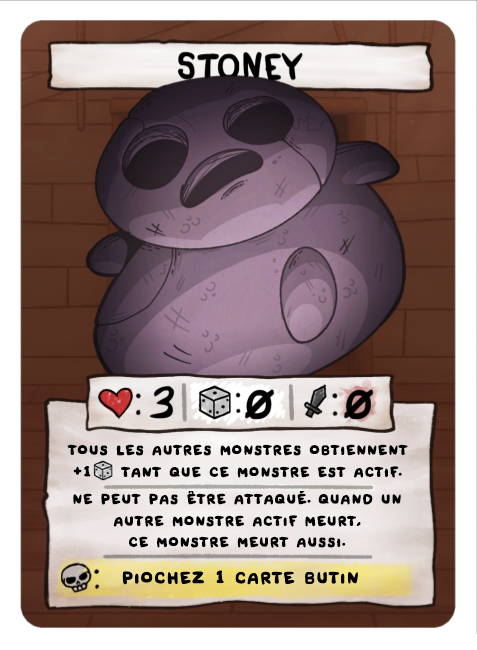 STONEY
: 3 : Ø : Ø
TOUS LES AUTRES MONSTRES OBTIENNENT
+1 TANT QUE CE MONSTRE EST ACTIF.
NE PEUT PAS ÊTRE ATTAQUÉ. QUAND UN
AUTRE MONSTRE ACTIF MEURT,
CE MONSTRE MEURT AUSSI.
: PIOCHEZ 1 CARTE BUTIN